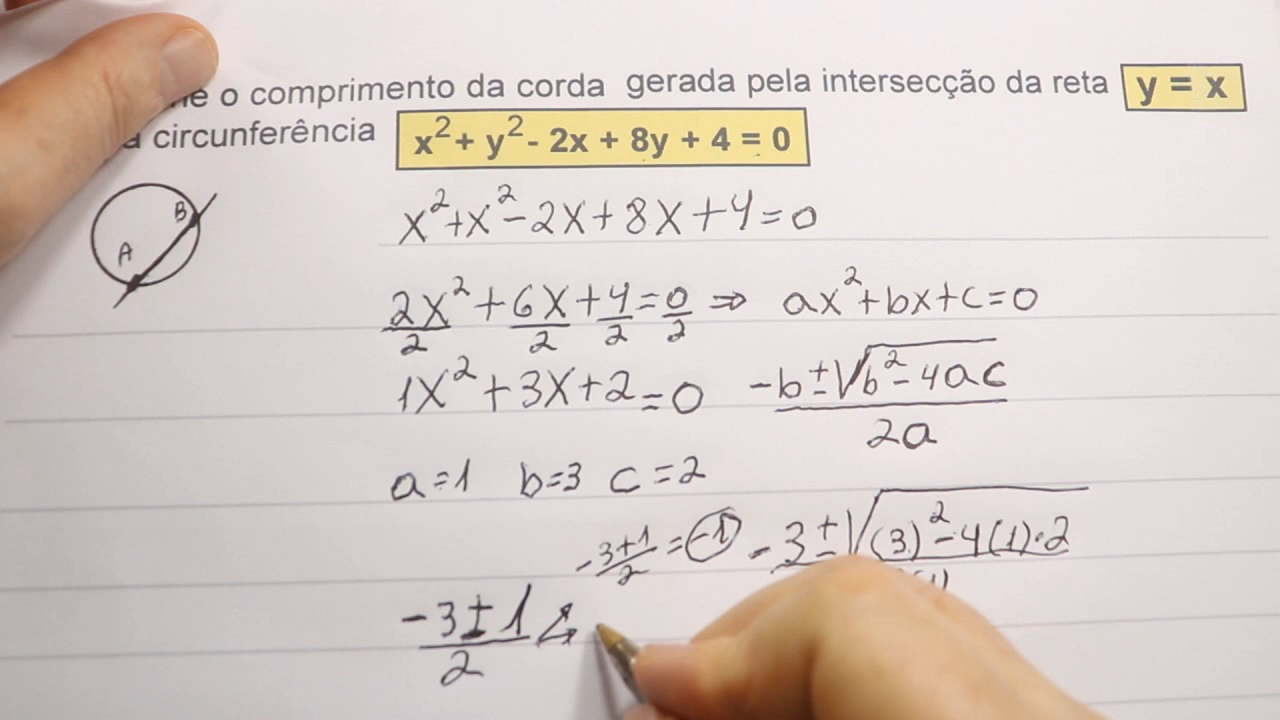 o comprimento da corda gerada pela intersecção da reta y = x
circunferência x²+ y²- 2x + 8y + 4 = 0
A B
x²+x²-2x+8x+4=0
2x²/2+6x/2+4/2=0/2 ⇒ ax²+bx+c=0
1x²+3x+2=0 -b±√b²-4ac/2a
a=1 b=3 c=2
-3+1/2=-1 -3±√(3)²-4(1)·2
-3±1/2